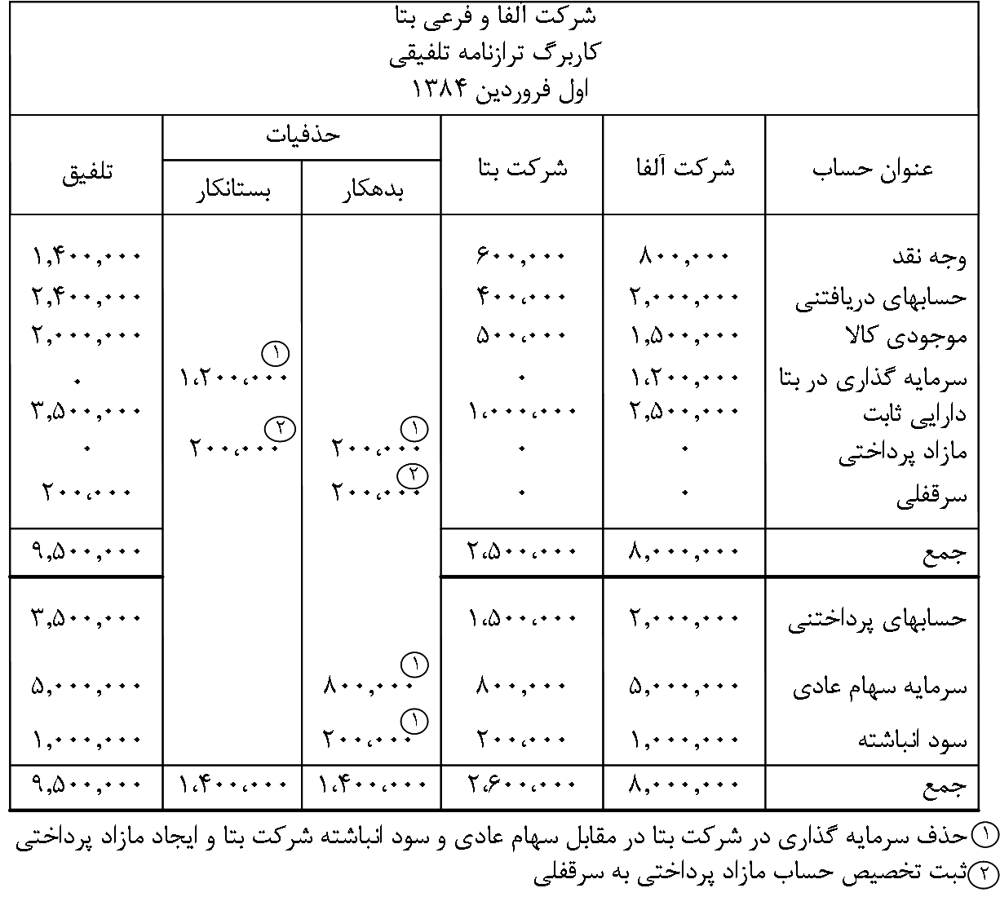 شرکت آلفا و فرعی بتا
کاربرگ ترازنامه تلفیقی
اول فروردین ۱۳۸۴
عنوان حساب شرکت آلفا شرکت بتا حذفیات تلفیق
بدهکار بستانکار
وجه نقد ۸۰۰,۰۰۰ ۶۰۰,۰۰۰ ۱,۴۰۰,۰۰۰
حسابهای دریافتنی ۲,۰۰۰,۰۰۰ ۴۰۰،۰۰۰ ۲,۴۰۰,۰۰۰
موجودی کالا ۱,۵۰۰,۰۰۰ ۵۰۰،۰۰۰ ۲,۰۰۰,۰۰۰
سرمایه گذاری در بتا ۱،۲۰۰,۰۰۰ ۰ ۱،۲۰۰،۰۰۰ ۱ ۰
دارایی ثابت ۲,۵۰۰,۰۰۰ ۱,۰۰۰,۰۰۰ ۳,۵۰۰,۰۰۰
مازاد پرداختی ۰ ۰ ۲۰۰،۰۰۰ ۱ ۲۰۰،۰۰۰ ۲ ۰
سرقفلی ۰ ۰ ۲۰۰،۰۰۰ ۲ ۲۰۰،۰۰۰
جمع ۸,۰۰۰,۰۰۰ ۲،۵۰۰،۰۰۰ ۹,۵۰۰,۰۰۰
حسابهای پرداختنی ۲,۰۰۰,۰۰۰ ۱،۵۰۰،۰۰۰ ۳,۵۰۰,۰۰۰
سرمایه سهام عادی ۵,۰۰۰,۰۰۰ ۸۰۰,۰۰۰ ۸۰۰,۰۰۰ ۱ ۵,۰۰۰,۰۰۰
سود انباشته ۱,۰۰۰,۰۰۰ ۲۰۰،۰۰۰ ۲۰۰،۰۰۰ ۱ ۱,۰۰۰,۰۰۰
جمع ۸,۰۰۰,۰۰۰ ۲,۶۰۰،۰۰۰ ۱،۴۰۰،۰۰۰ ۱،۴۰۰،۰۰۰ ۹,۵۰۰,۰۰۰
۱ حذف سرمایه گذاری در شرکت بتا در مقابل سهام عادی و سود انباشته شرکت بتا و ایجاد مازاد پرداختی
۲ ثبت تخصیص حساب مازاد پرداختی به سرقفلی